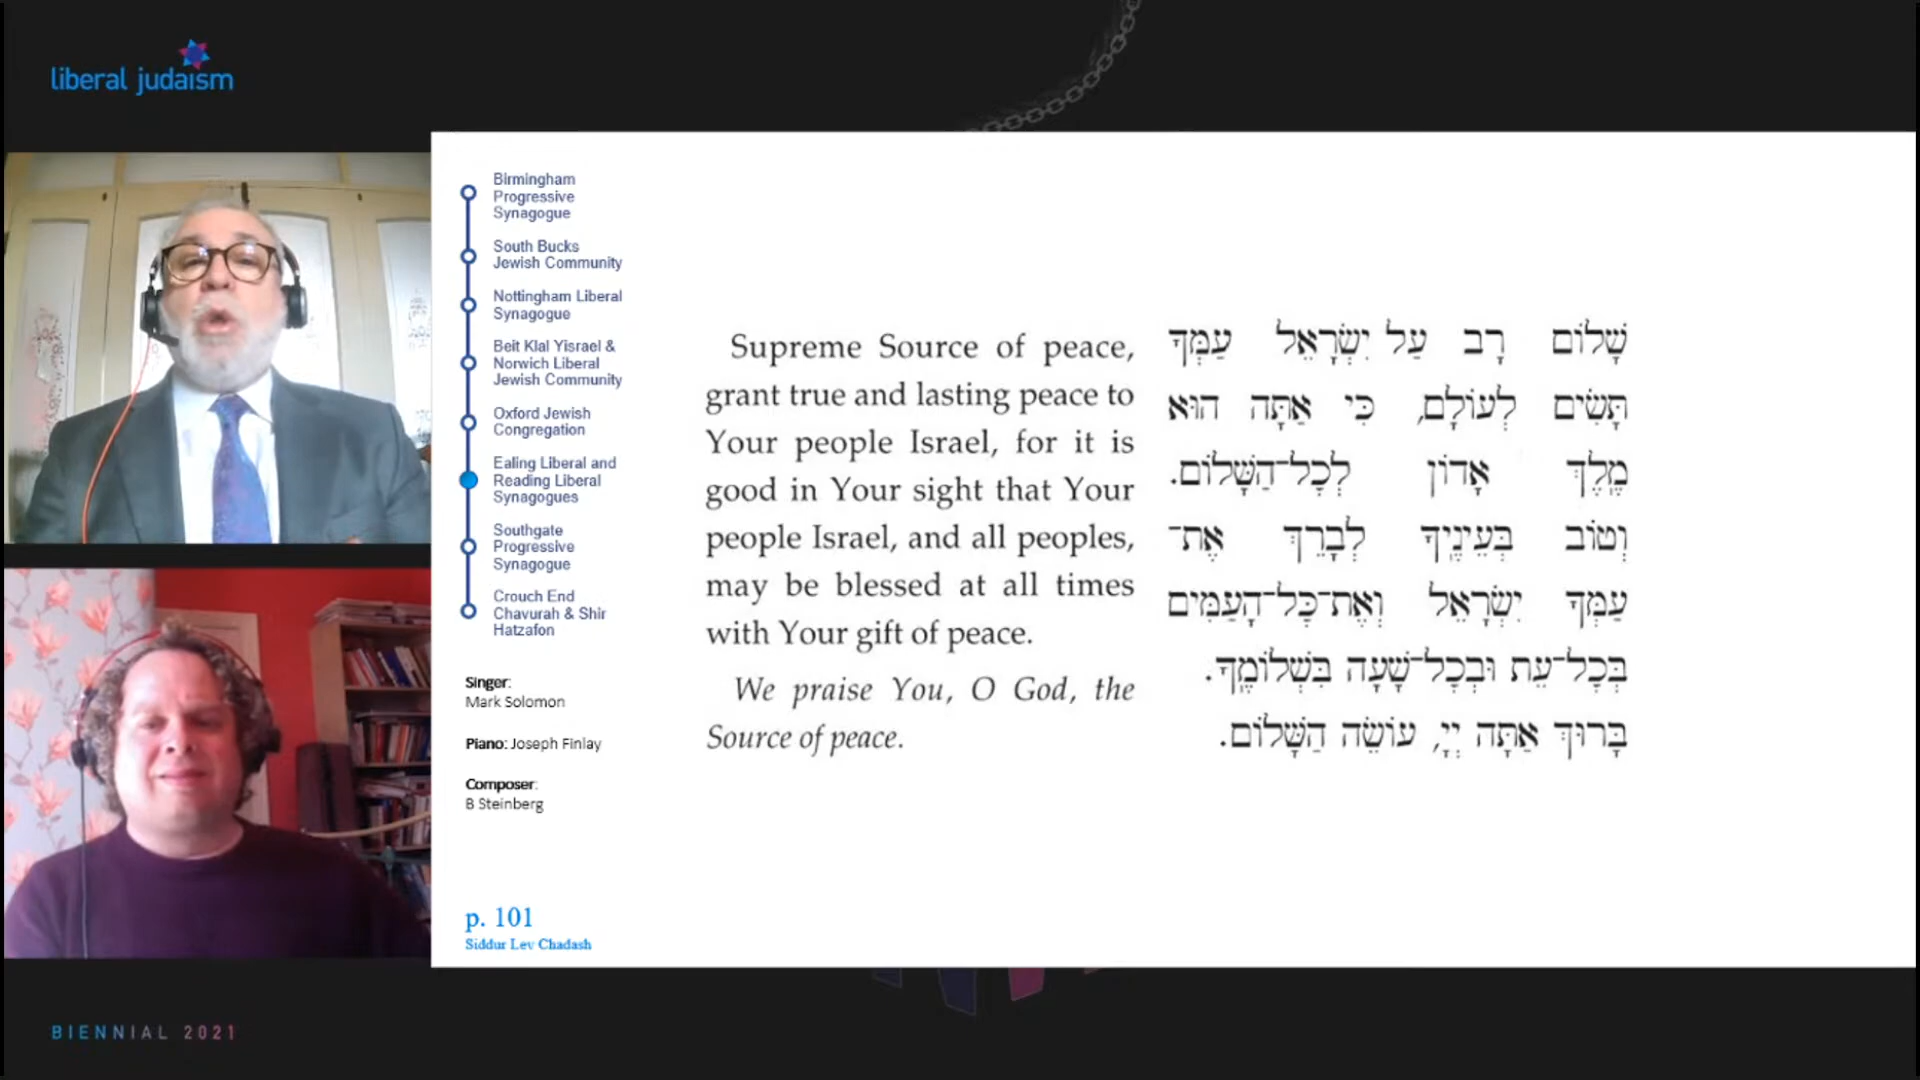 liberal judaism
Birmingham
Progressive
Synagogue
South Bucks
Jewish Community
Nottingham Liberal
Synagogue
Beit Klal Yisrael &
Norwich Liberal
Jewish Community
Oxford Jewish
Congregation
Ealing Liberal and
Reading Liberal
Synagogues
Southgate
Progressive
Synagogue
Crouch End
Chavurah & Shir
Hatzafon
Singer:
Mark Solomon
Piano: Joseph Finlay
Composer:
B Steinberg
p. 101
Siddur Lev Chadash
Supreme Source of peace,
grant true and lasting peace to
Your people Israel, for it is
good in Your sight that Your
people Israel, and all peoples,
may be blessed at all times
with Your gift of peace.
We praise You, O God, the
Source of peace.
שָׁלוֹם רָב עַל יִשְׂרָאֵל עַמְּךָ
תָּשִׂים לְעוֹלָם, כִּי אַתָּה הוּא
מֶֽלֶךְ אָדוֹן לְכָל־הַשָּׁלוֹם.
וְטוֹב בְּעֵינֶֽיךָ לְבָרֵךְ אֶת־
עַמְּךָ יִשְׂרָאֵל וְאֶת־כָּל־הָעַמִּים
בְּכָל־עֵת וּבְכָל־שָׁעָה בִּשְׁלוֹמֶֽךָ.
בָּרוּךְ אַתָּה יְיָ, עוֹשֵׂה הַשָּׁלוֹם.
BIENNIAL 2021